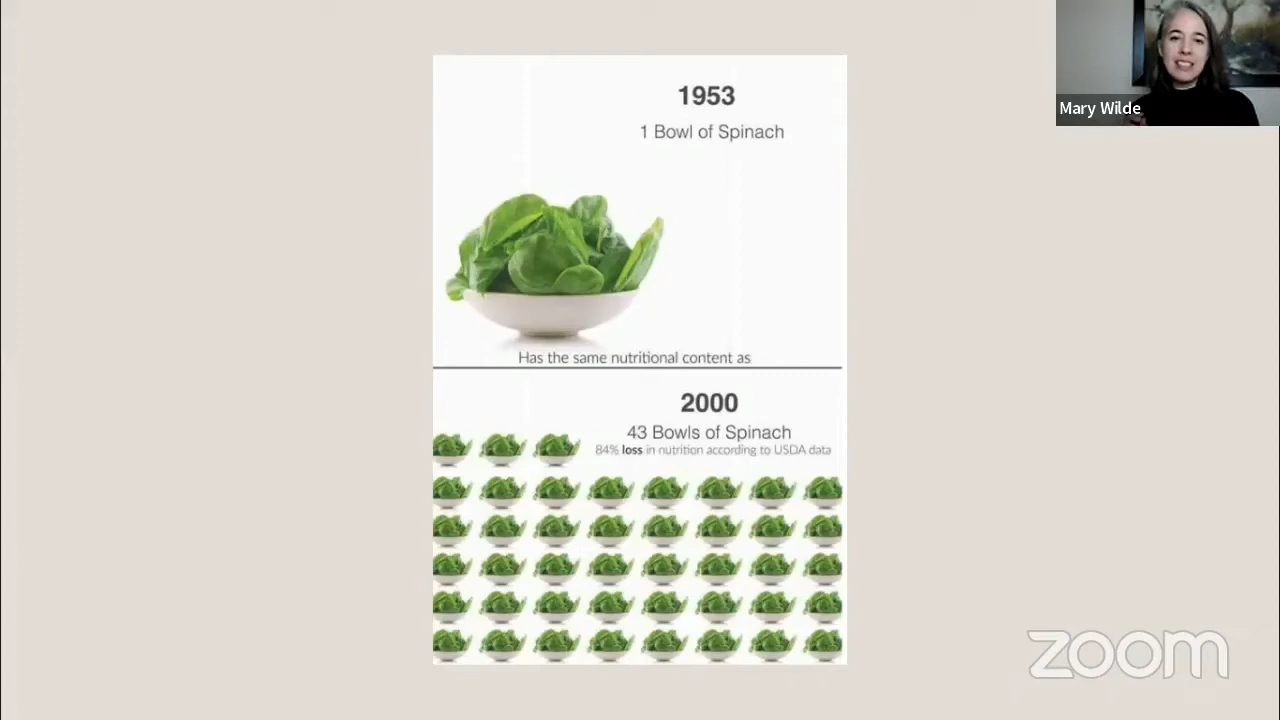 1953
1 Bowl of Spinach
Has the same nutritional content as
2000
43 Bowls of Spinach
84% loss in nutrition according to USDA data
Mary Wilde
zoom